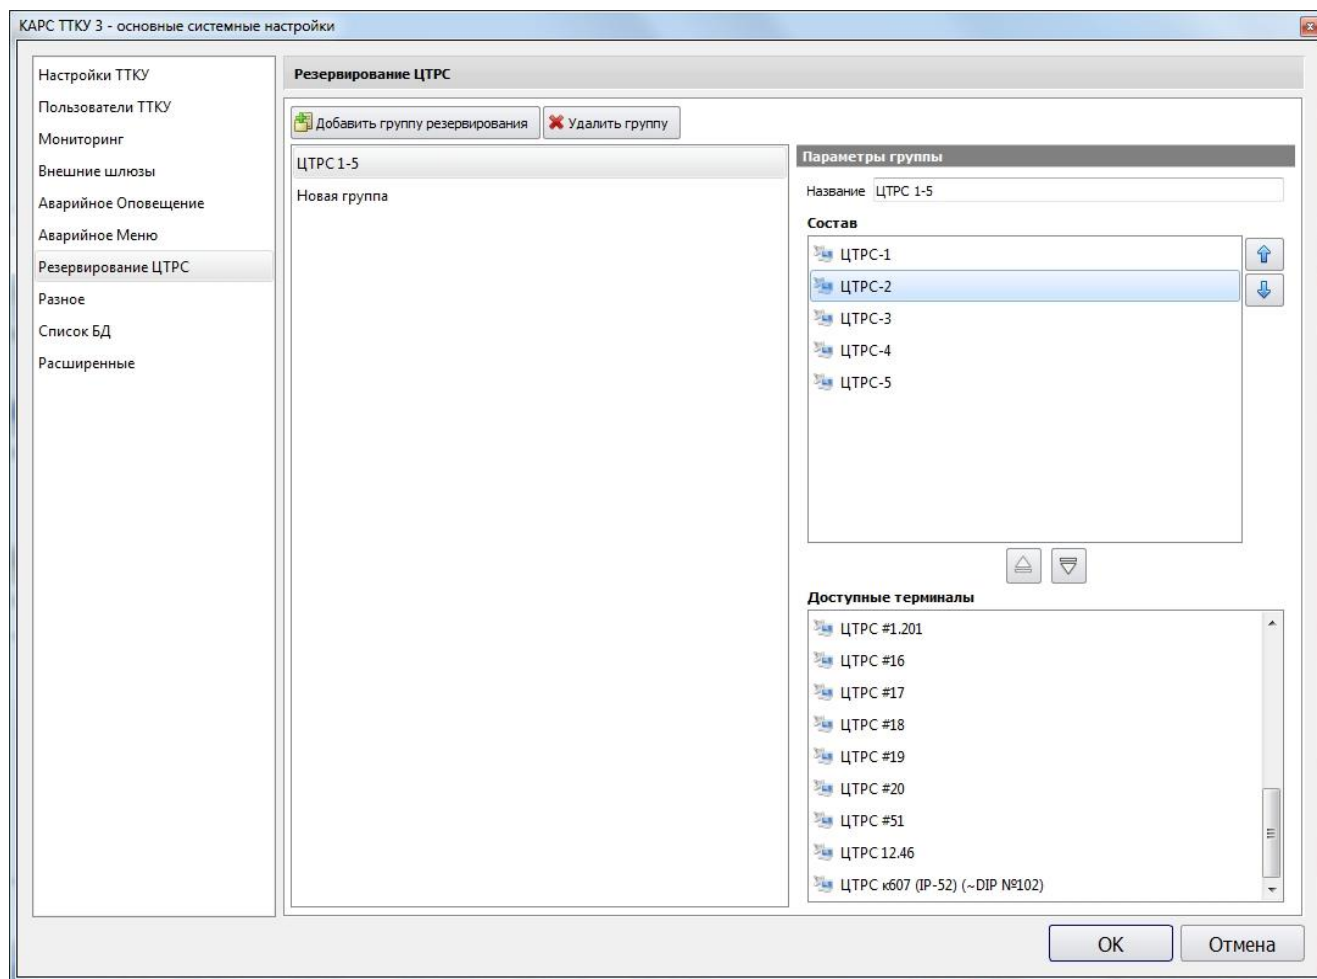 КАРС ТТКУ 3 - основные системные настройки
Настройки ТТКУ
Пользователи ТТКУ
Мониторинг
Внешние шлюзы
Аварийное Оповещение
Аварийное Меню
Резервирование ЦТРС
Разное
Список БД
Расширенные
Резервирование ЦТРС
Добавить группу резервирования
Удалить группу
ЦТРС 1-5
Новая группа
Параметры группы
Название ЦТРС 1-5
Состав
ЦТРС-1
ЦТРС-2
ЦТРС-3
ЦТРС-4
ЦТРС-5
Доступные терминалы
ЦТРС #1.201
ЦТРС #16
ЦТРС #17
ЦТРС #18
ЦТРС #19
ЦТРС #20
ЦТРС #51
ЦТРС 12.46
ЦТРС к607 (IP-52) (~DIP №102)
OK
Отмена